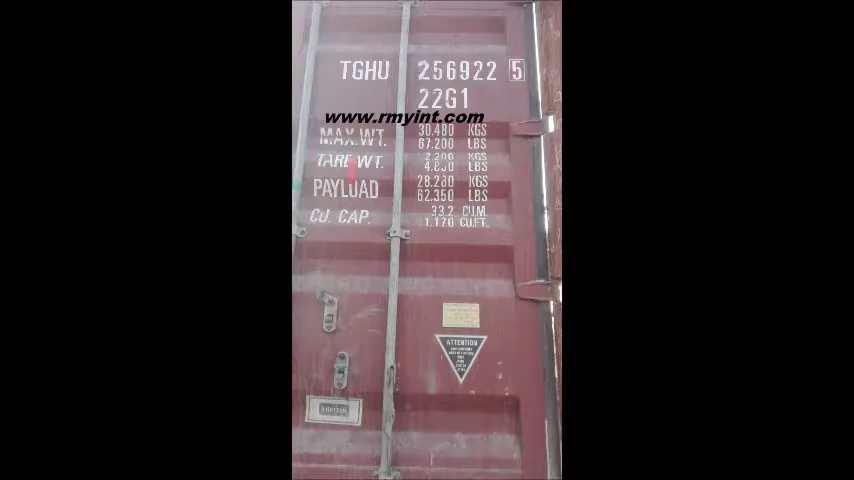 TGHU 256922 5
22G1
www.rmyint.com
MAX.WT. 30.480 KGS
67.200 LBS
TARE WT. 2.200 KGS
4.850 LBS
PAYLOAD 28.280 KGS
62.350 LBS
CU. CAP. 33.2 CU.M.
1.170 CU.FT.
ATTENTION
Intertek